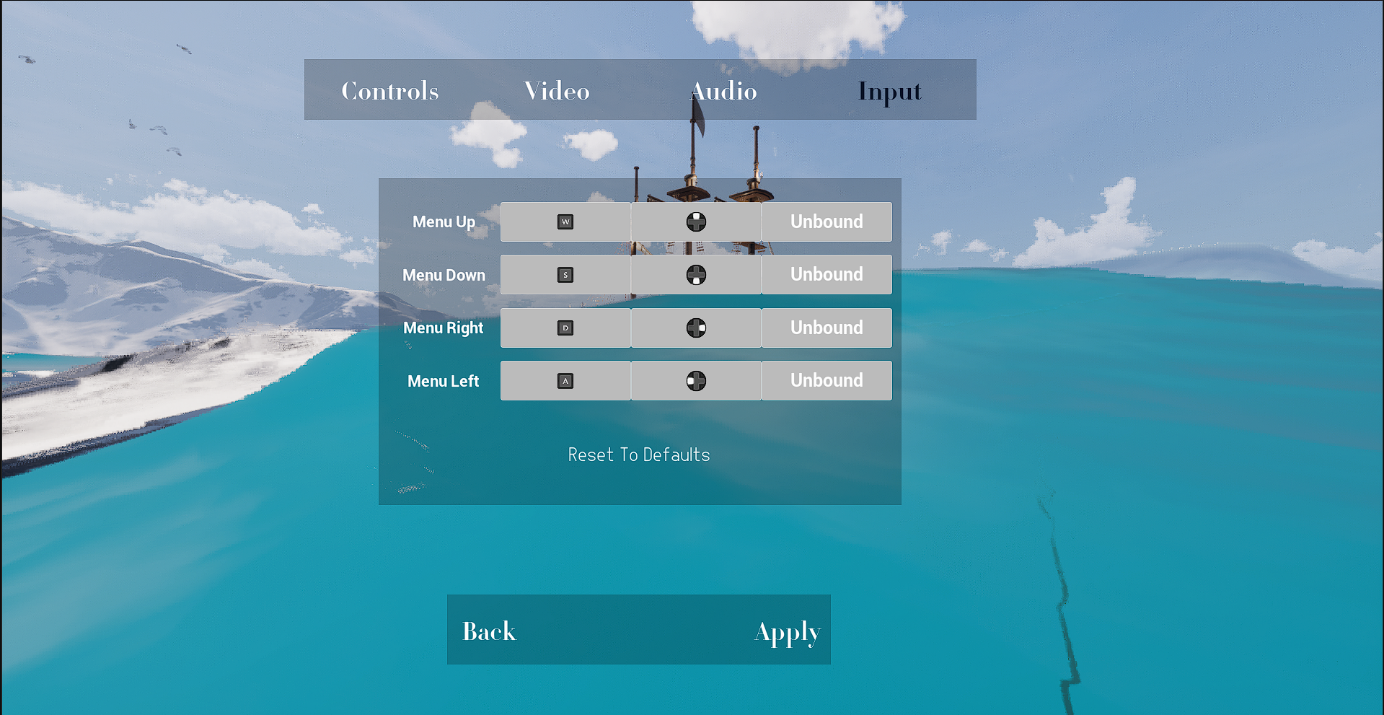 Controls Video Audio Input
Menu Up W Unbound
Menu Down S Unbound
Menu Right D Unbound
Menu Left A Unbound
Reset To Defaults
Back Apply